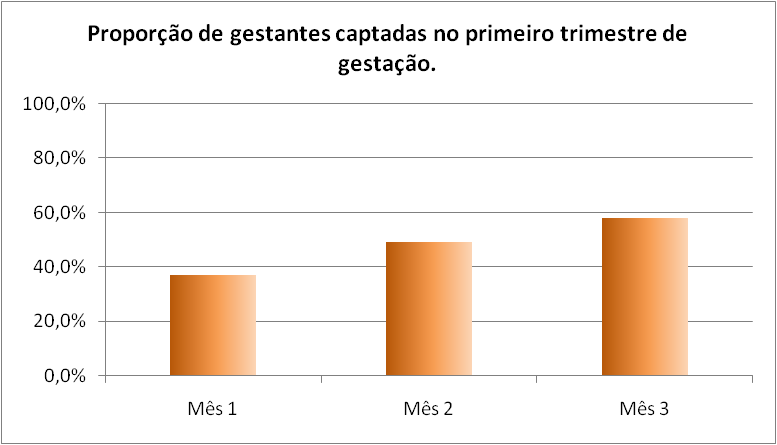 Proporção de gestantes captadas no primeiro trimestre de
gestação.
100,0%
80,0%
60,0%
40,0%
20,0%
0,0%
Mês 1
Mês 2
Mês 3